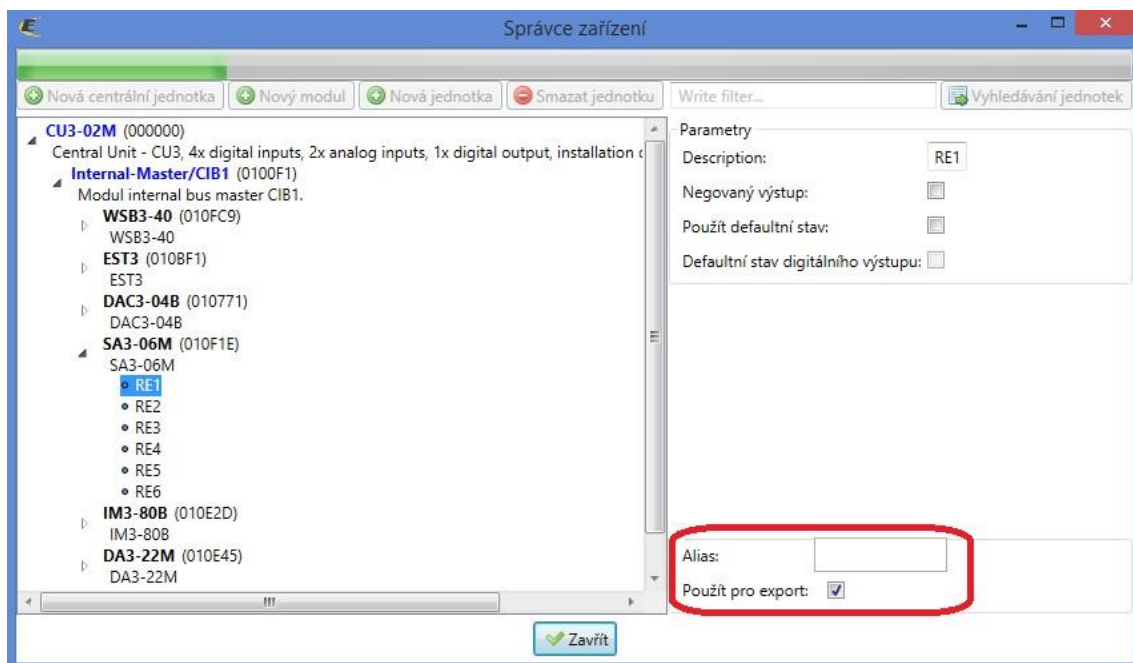 Správce zařízení
Nová centrální jednotka Nový modul Nová jednotka Smazat jednotku Write filter... Vyhledávání jednotek
CU3-02M (000000)
Central Unit - CU3, 4x digital inputs, 2x analog inputs, 1x digital output, installation
Internal-Master/CIB1 (0100F1)
Modul internal bus master CIB1.
WSB3-40 (010FC9)
WSB3-40
EST3 (010BF1)
EST3
DAC3-04B (010771)
DAC3-04B
SA3-06M (010F1E)
SA3-06M
RE1
RE2
RE3
RE4
RE5
RE6
IM3-80B (010E2D)
IM3-80B
DA3-22M (010E45)
DA3-22M
Parametry
Description: RE1
Negovaný výstup:
Použít defaultní stav:
Defaultní stav digitálního výstupu:
Alias:
Použít pro export:
Zavřít